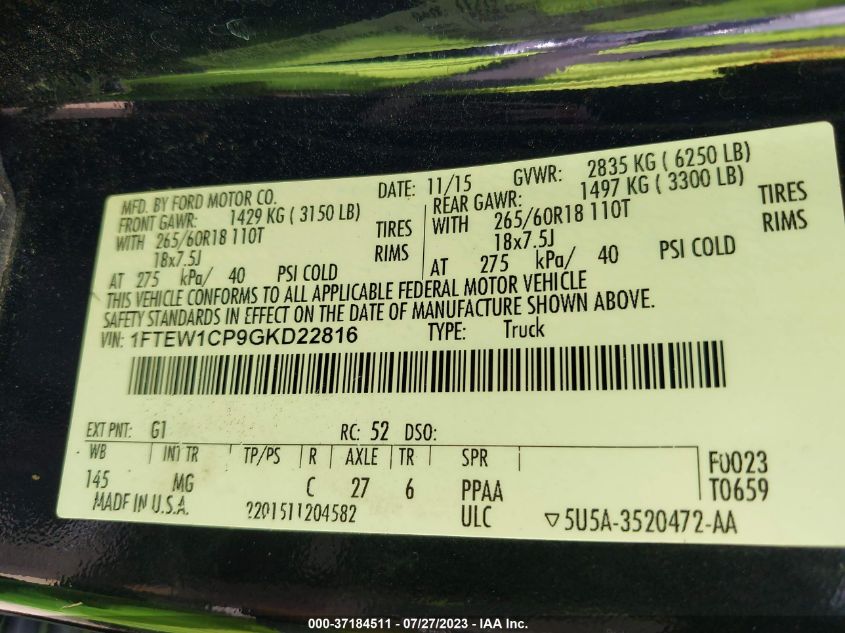 MFD. BY FORD MOTOR CO.
DATE: 11/15
GVWR: 2835 KG ( 6250 LB)
FRONT GAWR: 1429 KG ( 3150 LB)
WITH 265/60R18 110T TIRES
18x7.5J RIMS
AT 275 kPa/ 40 PSI COLD
REAR GAWR: 1497 KG ( 3300 LB)
WITH 265/60R18 110T TIRES
18x7.5J RIMS
AT 275 kPa/ 40 PSI COLD
THIS VEHICLE CONFORMS TO ALL APPLICABLE FEDERAL MOTOR VEHICLE
SAFETY STANDARDS IN EFFECT ON THE DATE OF MANUFACTURE SHOWN ABOVE.
VIN: 1FTEW1CP9GKD22816 TYPE: Truck
EXT PNT: G1 RC: 52 DSO:
WB INT TR TP/PS R AXLE TR SPR F0023
145 MG C 27 6 PPAA T0659
MADE IN U.S.A. 2201511204582 ULC ▽5U5A-3520472-AA
000-37184511 - 07/27/2023 - IAA Inc.